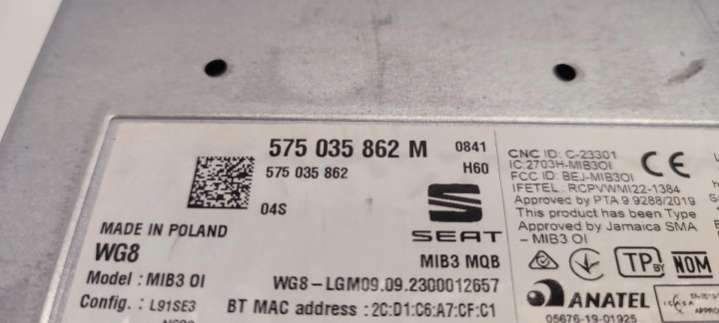 575 035 862 M 0841
575 035 862 H60
04S
SEAT
MADE IN POLAND
WG8
MIB3 MQB
Model : MIB3 OI
WG8-LGM09.09.2300012657
Config. : L91SE3
BT MAC address : 2C:D1:C6:A7:CF:C1
CNC ID: C-23301
IC:2703H-MIB3OI
FCC ID: BEJ-MIB3OI
IFETEL: RCPVWMI22-1384
Approved by PTA 9.9288/2019
This product has been Type
Approved by Jamaica SMA
- MIB3 OI
CE
TP BY NOM
ANATEL
05676-19-01925